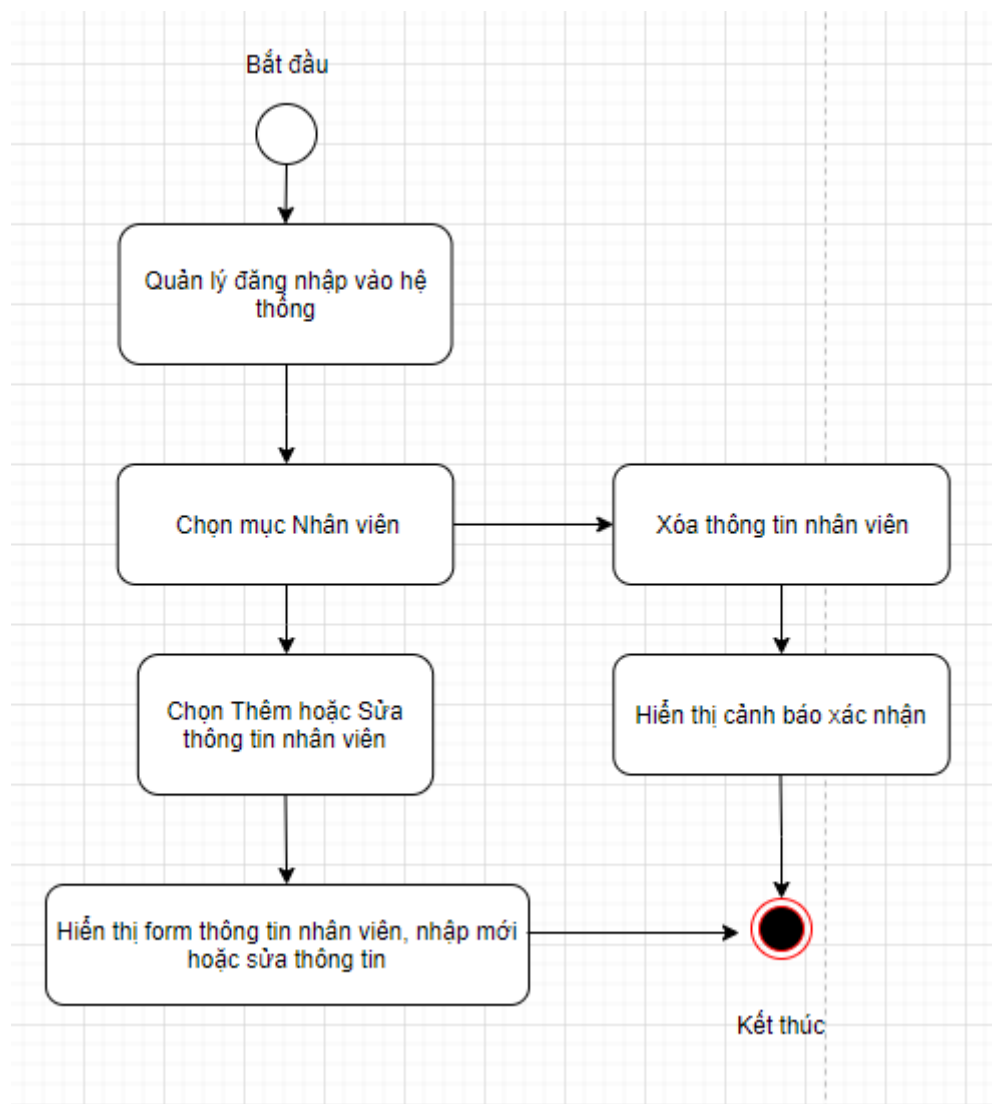 Bắt đầu
Quản lý đăng nhập vào hệ
thống
Chọn mục Nhân viên
Xóa thông tin nhân viên
Chọn Thêm hoặc Sửa
thông tin nhân viên
Hiển thị cảnh báo xác nhận
Hiển thị form thông tin nhân viên, nhập mới
hoặc sửa thông tin
Kết thúc